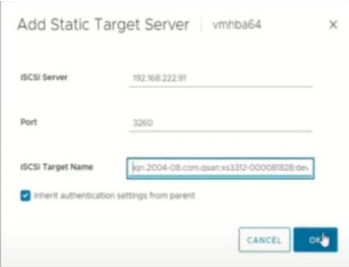 Add Static Target Server | vmhba64 ×
iSCSI Server 192.168.222.91
Port 3260
iSCSI Target Name iqn.2004-08.com:qsan:xs3312-000081828:dev
Inherit authentication settings from parent
CANCEL OK